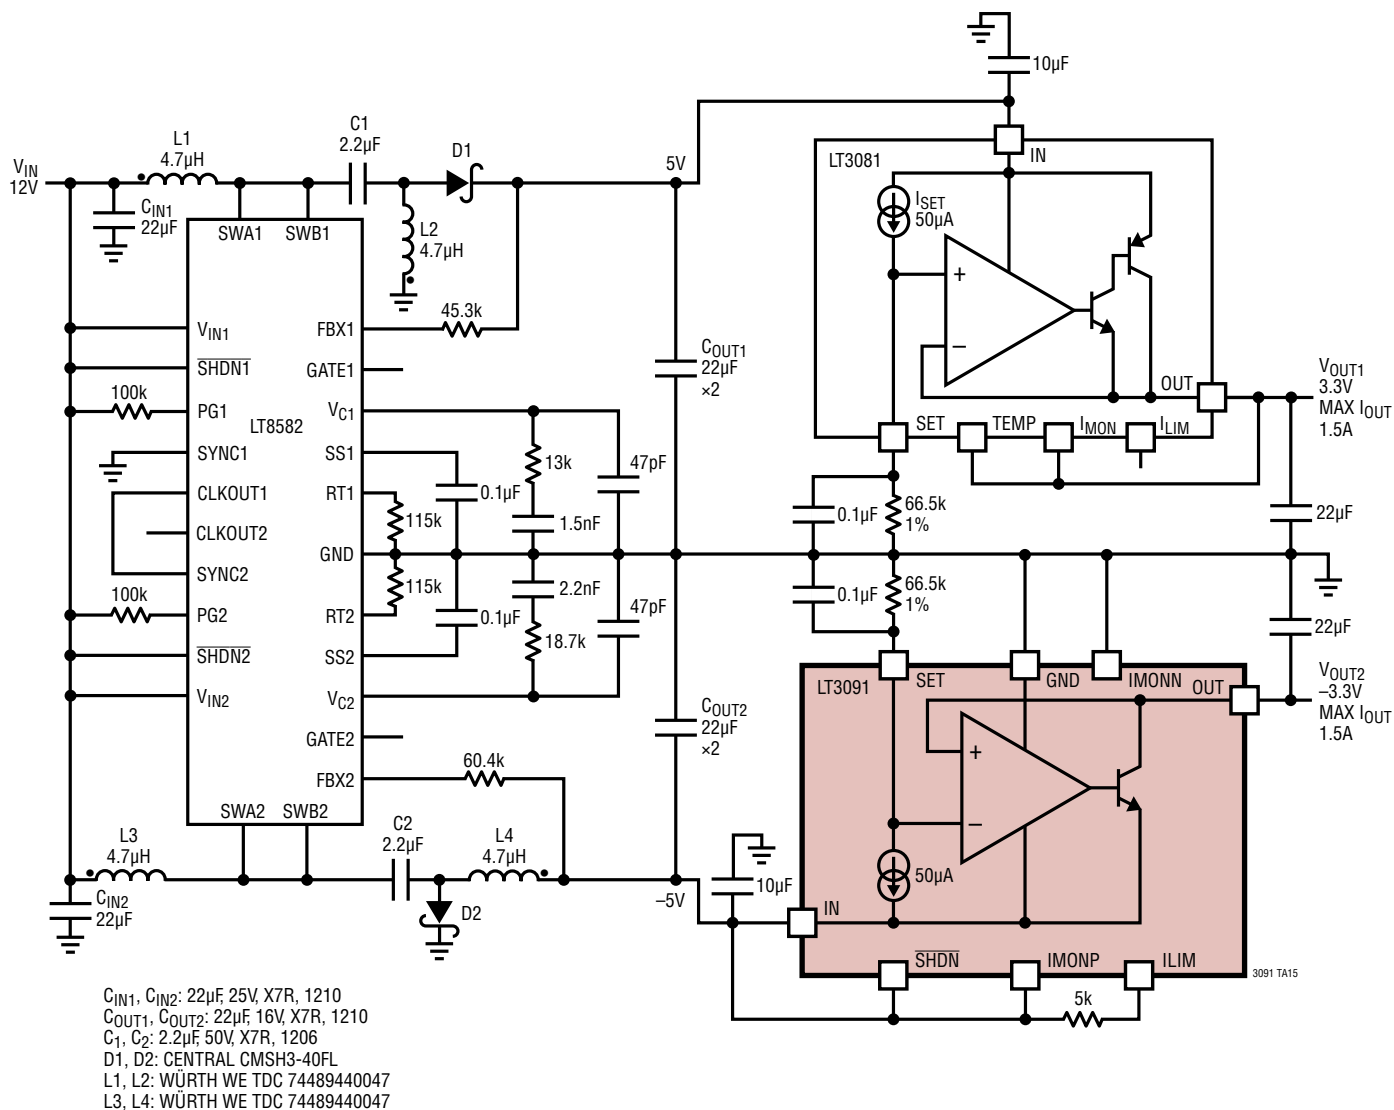 10µF
L1
4.7µH
C1
2.2µF
D1
5V
VIN
12V
CIN1
22µF
SWA1
SWB1
L2
4.7µH
LT3081
IN
ISET
50µA
+
–
45.3k
VIN1
FBX1
SHDN1
GATE1
COUT1
22µF
×2
100k
PG1
VC1
LT8582
OUT
VOUT1
3.3V
MAX IOUT
1.5A
SET
TEMP
IMON
ILIM
SYNC1
SS1
13k
47pF
CLKOUT1
RT1
0.1µF
115k
1.5nF
0.1µF
66.5k
1%
22µF
CLKOUT2
GND
SYNC2
115k
2.2nF
0.1µF
66.5k
1%
100k
PG2
RT2
0.1µF
47pF
22µF
18.7k
SHDN2
SS2
VIN2
VC2
LT3091
SET
GND
IMONN
OUT
VOUT2
–3.3V
MAX IOUT
1.5A
COUT2
22µF
×2
GATE2
+
–
60.4k
FBX2
SWA2
SWB2
L3
4.7µH
C2
2.2µF
L4
4.7µH
–5V
10µF
50µA
CIN2
22µF
D2
IN
SHDN
IMONP
ILIM
3091 TA15
5k
CIN1, CIN2: 22µF, 25V, X7R, 1210
COUT1, COUT2: 22µF, 16V, X7R, 1210
C1, C2: 2.2µF, 50V, X7R, 1206
D1, D2: CENTRAL CMSH3-40FL
L1, L2: WÜRTH WE TDC 74489440047
L3, L4: WÜRTH WE TDC 74489440047